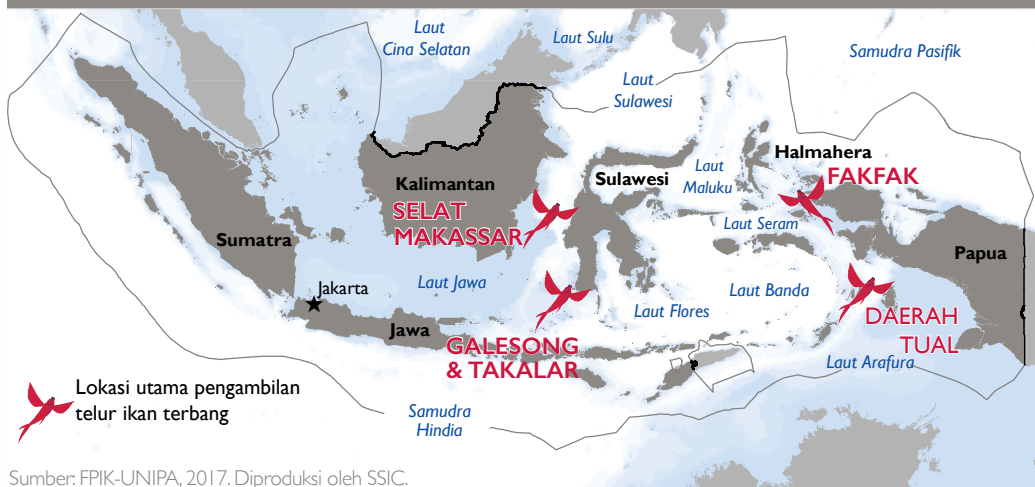 Laut
Cina Selatan
Laut Sulu
Samudra Pasifik
Laut
Sulawesi
Halmahera
FAKFAK
Laut
Maluku
Sulawesi
Kalimantan
SELAT
MAKASSAR
Laut Seram
Sumatra
Papua
Jakarta
Laut Jawa
Laut Banda
Laut Flores
DAERAH
TUAL
Jawa
GALESONG
& TAKALAR
Laut Arafura
Lokasi utama pengambilan
telur ikan terbang
Samudra
Hindia
Sumber: FPIK-UNIPA, 2017. Diproduksi oleh SSIC.